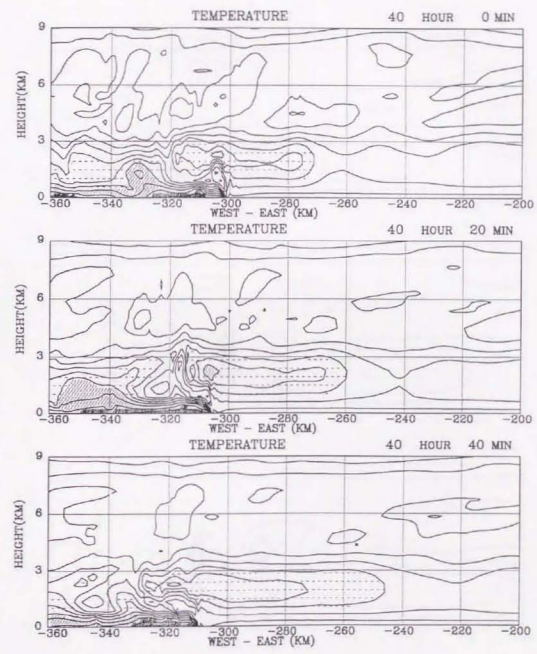 TEMPERATURE 40 HOUR 0 MIN
9
6
3
0
HEIGHT(KM)
-360 -340 -320 -300 -280 -260 -240 -220 -200
WEST - EAST (KM)
TEMPERATURE 40 HOUR 20 MIN
9
6
3
0
HEIGHT(KM)
-360 -340 -320 -300 -280 -260 -240 -220 -200
WEST - EAST (KM)
TEMPERATURE 40 HOUR 40 MIN
9
6
3
0
HEIGHT(KM)
-360 -340 -320 -300 -280 -260 -240 -220 -200
WEST - EAST (KM)